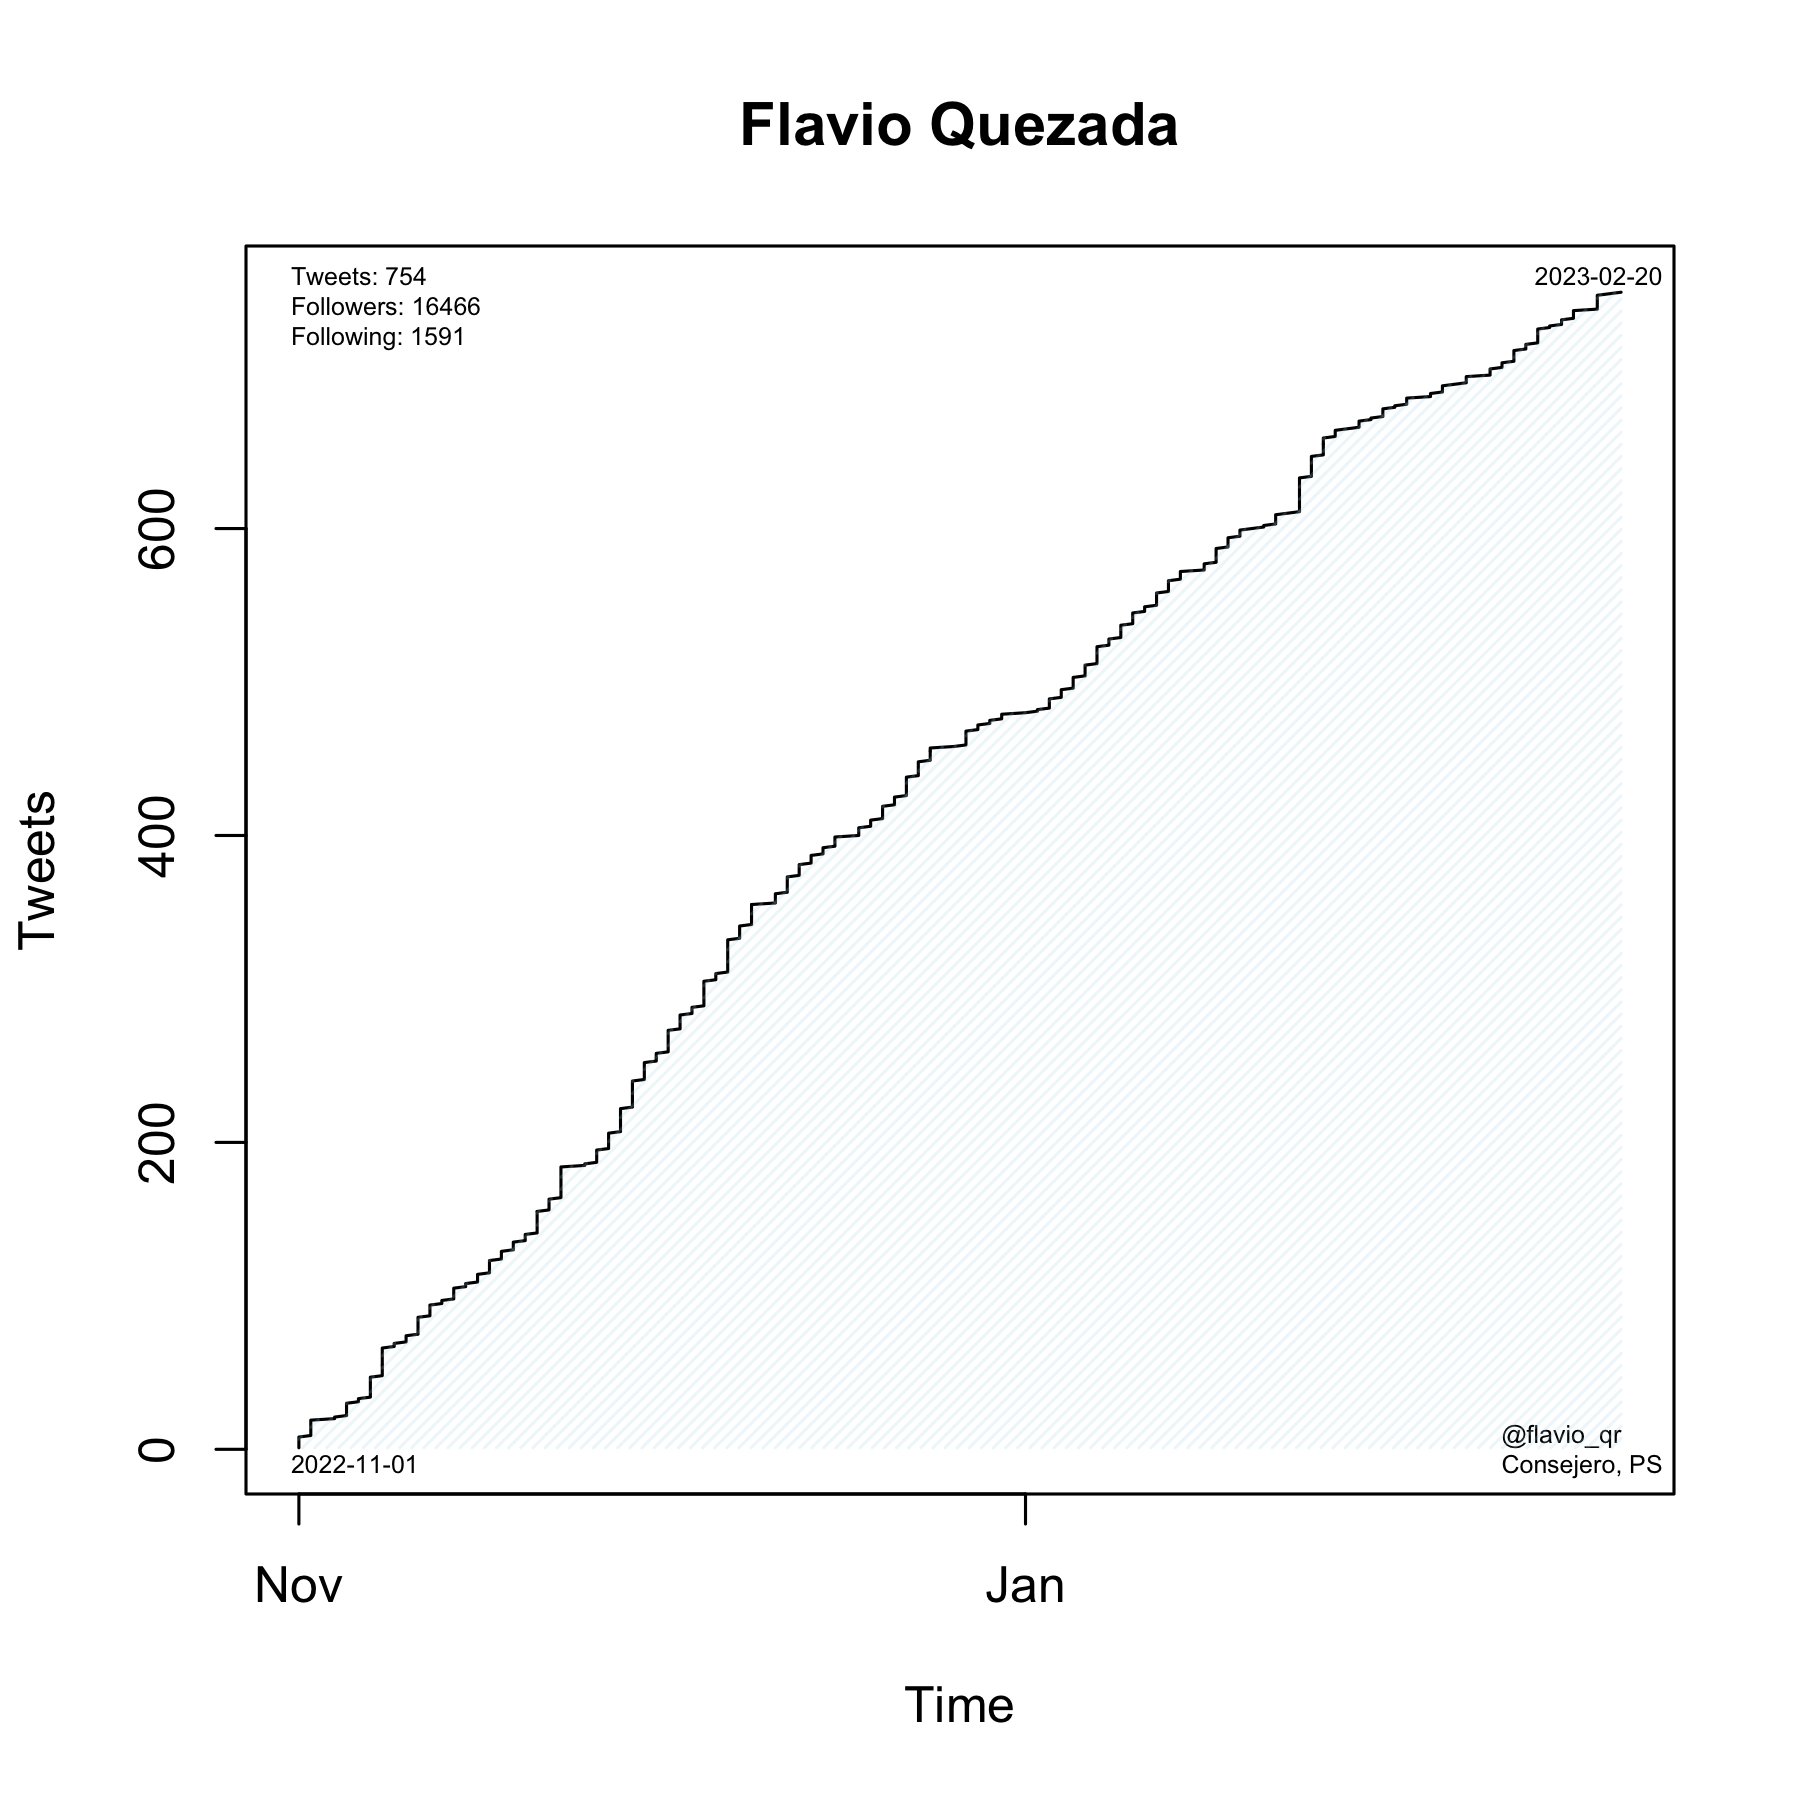 Flavio Quezada
Tweets: 754
Followers: 16466
Following: 1591
2023-02-20
Tweets
600
400
200
0
2022-11-01
@flavio_qr
Consejero, PS
Nov
Jan
Time